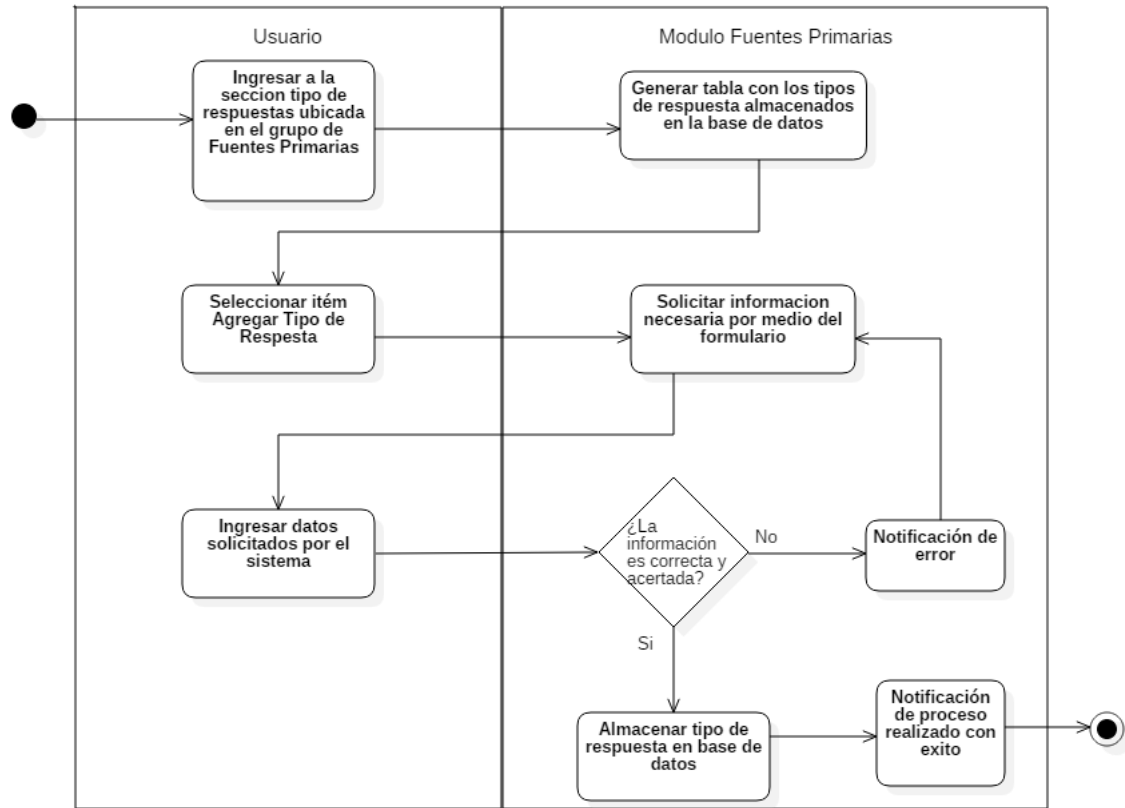 Usuario
Modulo Fuentes Primarias
Ingresar a la
seccion tipo de
respuestas ubicada
en el grupo de
Fuentes Primarias
Generar tabla con los tipos
de respuesta almacenados
en la base de datos
Seleccionar itém
Agregar Tipo de
Respesta
Solicitar informacion
necesaria por medio del
formulario
Ingresar datos
solicitados por el
sistema
¿La
información
es correcta y
acertada?
No
Notificación de
error
Si
Almacenar tipo de
respuesta en base de
datos
Notificación
de proceso
realizado con
exito